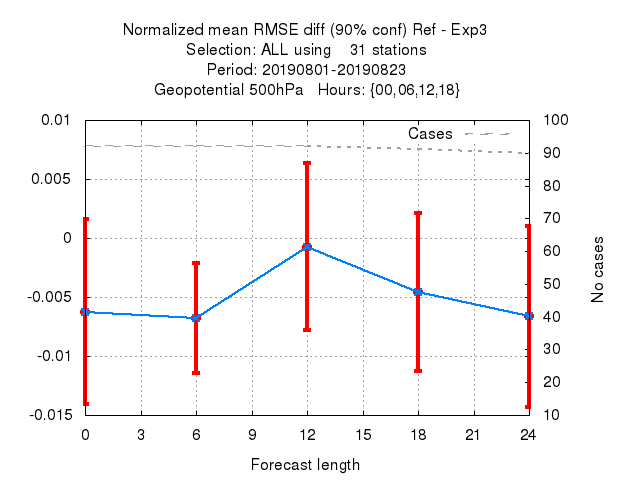 Normalized mean RMSE diff (90% conf) Ref - Exp3
Selection: ALL using    31 stations
Period: 20190801-20190823
Geopotential 500hPa   Hours: {00,06,12,18}
Cases
0.01
0.005
0
-0.005
-0.01
-0.015
100
90
80
70
60
50
40
30
20
10
No cases
0 3 6 9 12 15 18 21 24
Forecast length